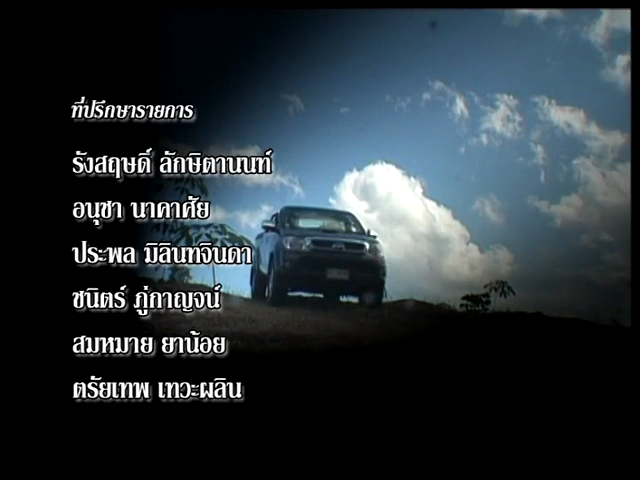 ที่ปรึกษารายการ
รังสฤษดิ์ ลักษิตานนท์
อนุชา นาคาศัย
ประพล มิลินทจินดา
ชนิตร์ ภู่กาญจน์
สมหมาย ยาน้อย
ตรัยเทพ เทวะผลิน